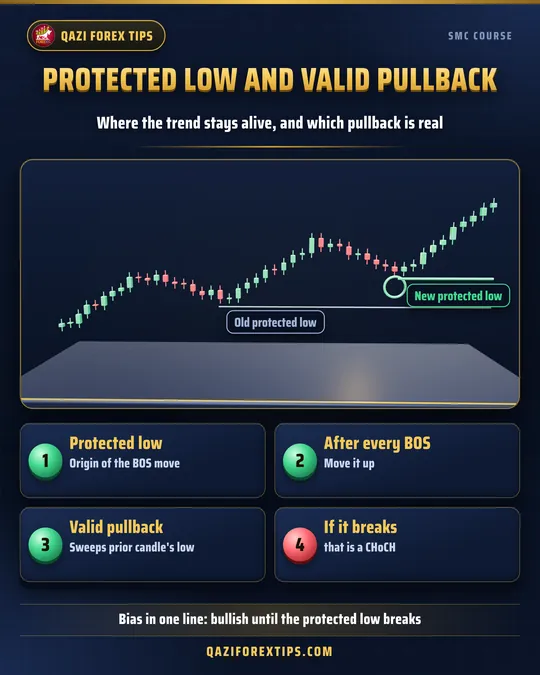 QAZI FOREX TIPS
SMC COURSE
PROTECTED LOW AND VALID PULLBACK
Where the trend stays alive, and which pullback is real
New protected low
Old protected low
1
Protected low
Origin of the BOS move
2
After every BOS
Move it up
3
Valid pullback
Sweeps prior candle's low
4
If it breaks
that is a CHoCH
Bias in one line: bullish until the protected low breaks
QAZIFOREXTIPS.COM